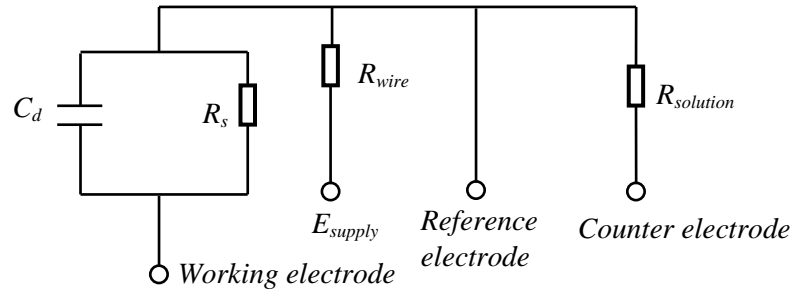 R_wire
C_d
R_s
R_solution
E_supply
Reference
electrode
Counter electrode
Working electrode